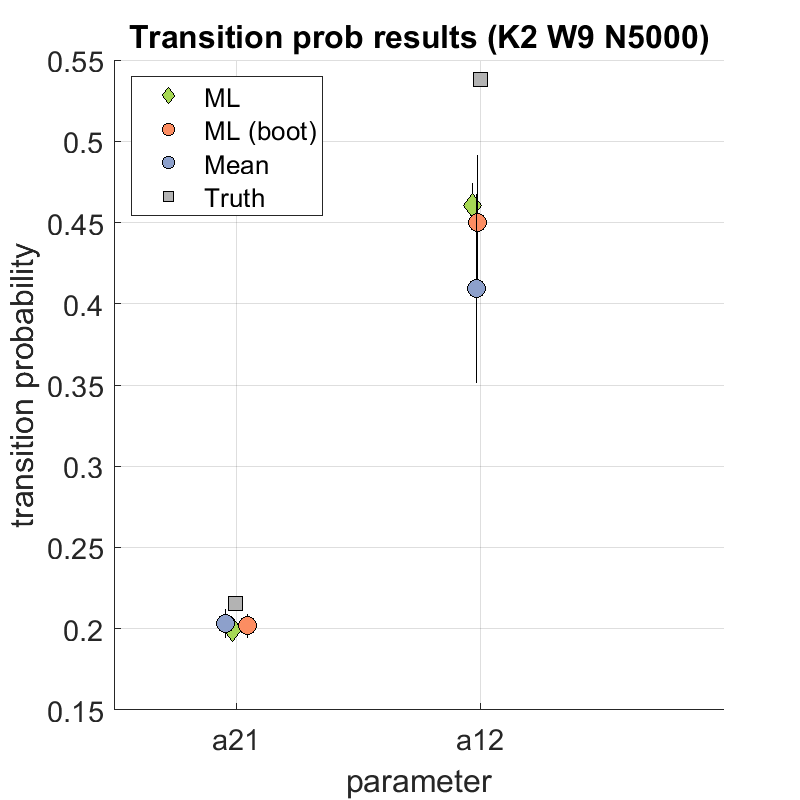 Transition prob results (K2 W9 N5000)
0.55
0.5
0.45
0.4
0.35
0.3
0.25
0.2
0.15
transition probability
ML
ML (boot)
Mean
Truth
a21
a12
parameter